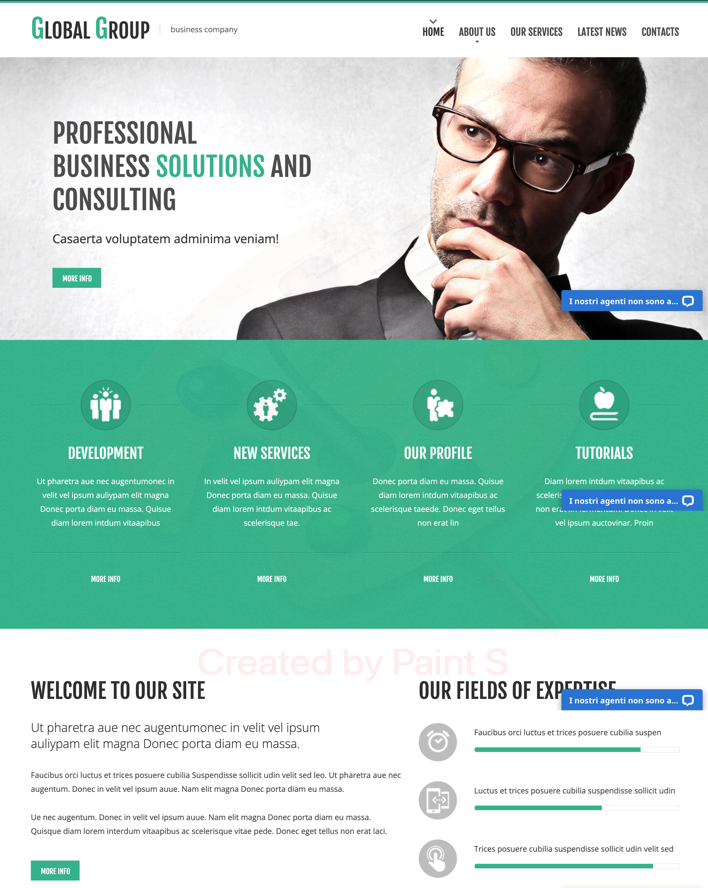 GLOBAL GROUP
business company
HOME
ABOUT US
OUR SERVICES
LATEST NEWS
CONTACTS
PROFESSIONAL
BUSINESS SOLUTIONS AND
CONSULTING
Casaerta voluptatem adminima veniam!
MORE INFO
I nostri agenti non sono a...
DEVELOPMENT
Ut pharetra aue nec augentumonec in
velit vel ipsum auliypam elit magna
Donec porta diam eu massa. Quisue
diam lorem intdum vitaapibus
MORE INFO
NEW SERVICES
In velit vel ipsum auliypam elit magna
Donec porta diam eu massa. Quisue
diam lorem intdum vitaapibus ac
scelerisque tae.
MORE INFO
OUR PROFILE
Donec porta diam eu massa. Quisue
diam lorem intdum vitaapibus ac
scelerisque taeede. Donec eget tellus
non erat lin
MORE INFO
TUTORIALS
Diam lorem intdum vitaapibus ac
I nostri agenti non sono a...
vel ipsum auctovinar. Proin
MORE INFO
Created by Paint S
WELCOME TO OUR SITE
Ut pharetra aue nec augentumonec in velit vel ipsum
auliypam elit magna Donec porta diam eu massa.
Faucibus orci luctus et trices posuere cubilia Suspendisse sollicit udin velit sed leo. Ut pharetra aue nec
augentum. Donec in velit vel ipsum auue. Nam elit magna Donec porta diam eu massa.
Ue nec augentum. Donec in velit vel ipsum auue. Nam elit magna Donec porta diam eu massa.
Quisque diam lorem interdum vitaapibus ac scelerisque vitae pede. Donec eget tellus non erat laci.
MORE INFO
OUR FIELDS OF EXPERTISE
I nostri agenti non sono a...
Faucibus orci luctus et trices posuere cubilia suspen
Luctus et trices posuere cubilia suspendisse sollicit udin
Trices posuere cubilia suspendisse sollicit udin velit sed